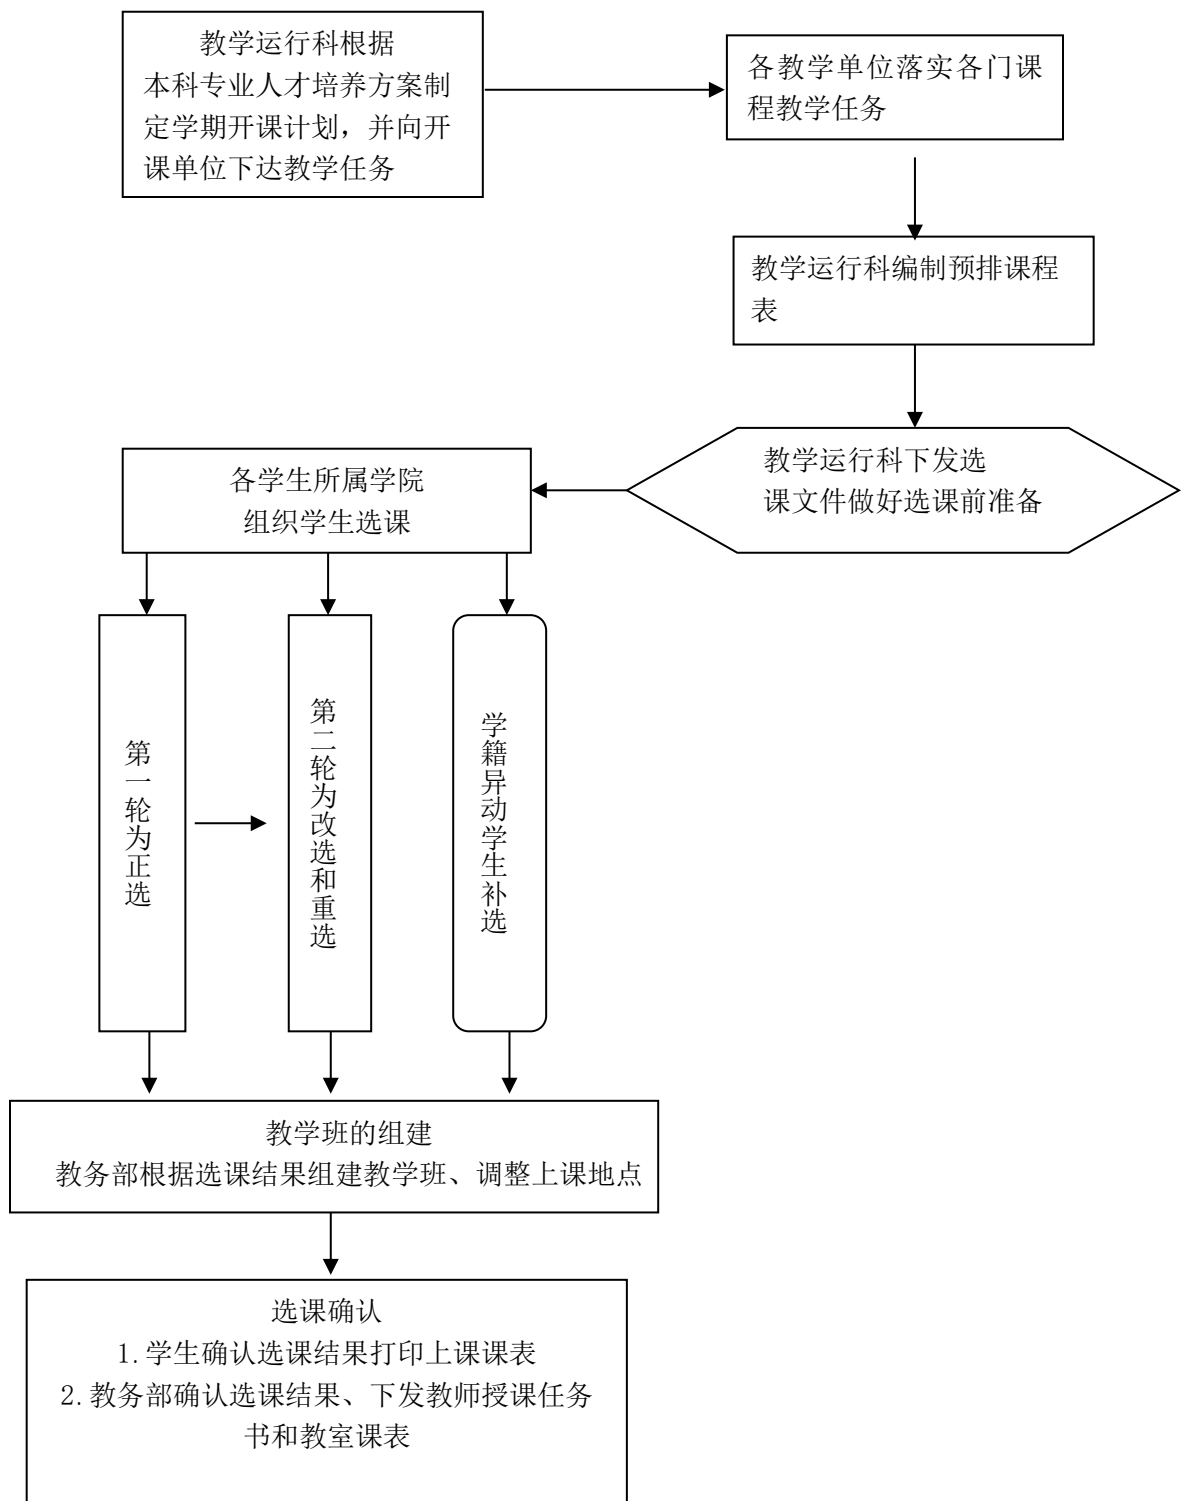 教学运行科根据
本科专业人才培养方案制
定学期开课计划，并向开
课单位下达教学任务
各教学单位落实各门课
程教学任务
教学运行科编制预排课程
表
教学运行科下发选
课文件做好选课前准备
各学生所属学院
组织学生选课
第一轮为正选
第二轮为改选和重选
学籍异动学生补选
教学班的组建
教务部根据选课结果组建教学班、调整上课地点
选课确认
1.学生确认选课结果打印上课课表
2.教务部确认选课结果、下发教师授课任务
书和教室课表